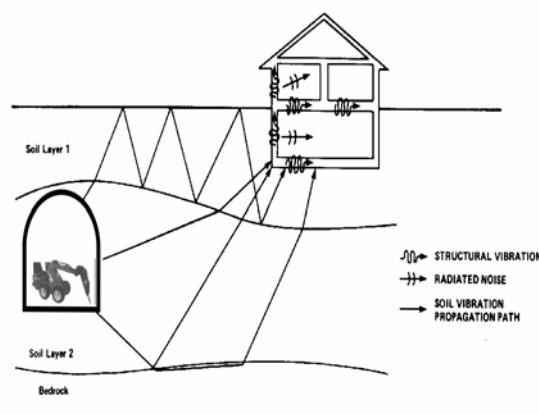 Soil Layer 1
STRUCTURAL VIBRATION
RADIATED NOISE
SOIL VIBRATION
PROPAGATION PATH
Soil Layer 2
Bedrock